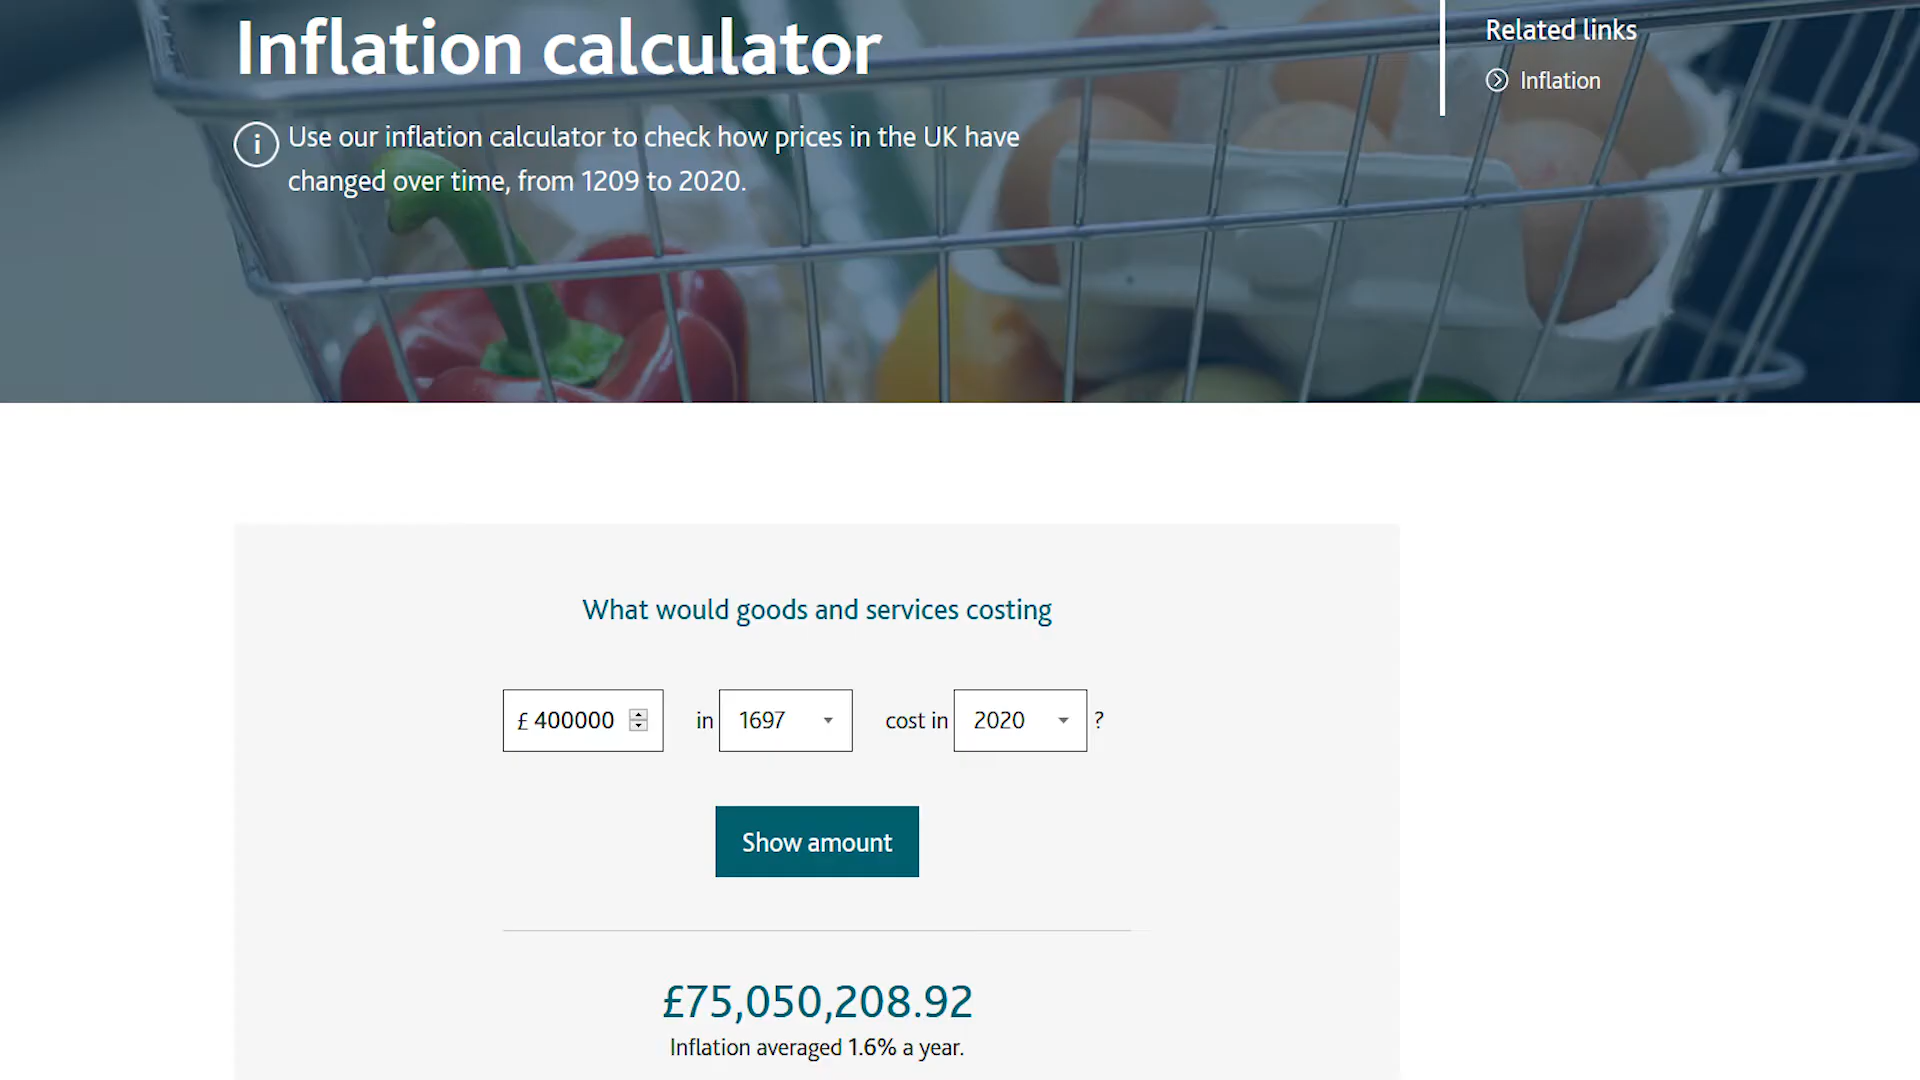 Inflation calculator
Use our inflation calculator to check how prices in the UK have
changed over time, from 1209 to 2020.
Related links
Inflation
What would goods and services costing
£ 400000 in 1697 cost in 2020 ?
Show amount
£75,050,208.92
Inflation averaged 1.6% a year.